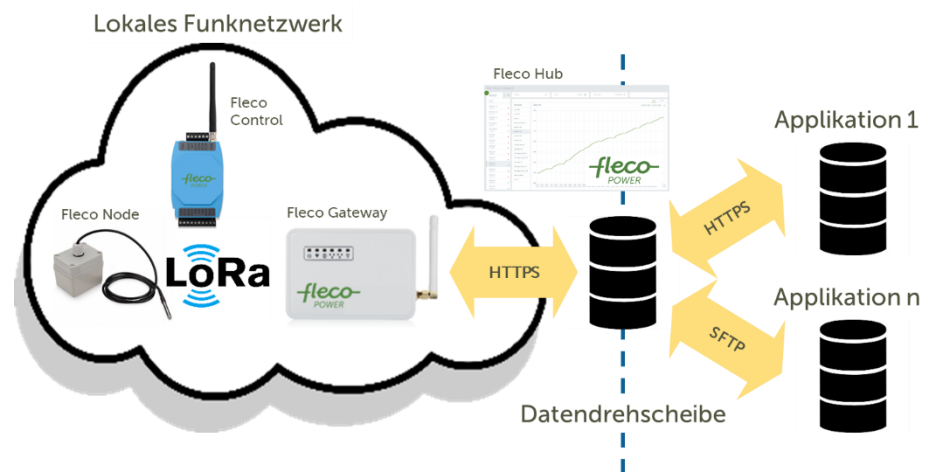 Lokales Funknetzwerk
Fleco
Control
Fleco Node
LoRa
Fleco Gateway
fleco
POWER
HTTPS
Fleco Hub
fleco
POWER
Datendrehscheibe
HTTPS
SFTP
Applikation 1
Applikation n